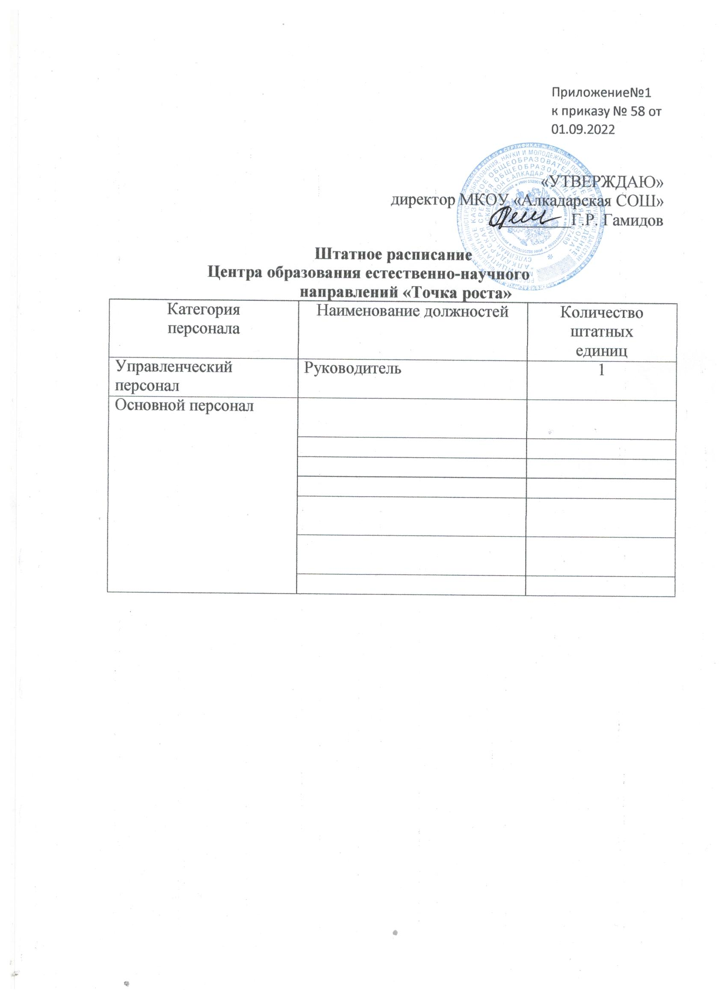 Приложение№1
к приказу № 58 от
01.09.2022
«УТВЕРЖДАЮ»
директор МКОУ «Алкадарская СОШ»
Г.Р. Гамидов
Штатное расписание
Центра образования естественно-научного
направлений «Точка роста»
Категория
персонала
Наименование должностей
Количество
штатных
единиц
Управленческий
персонал
Руководитель
1
Основной персонал